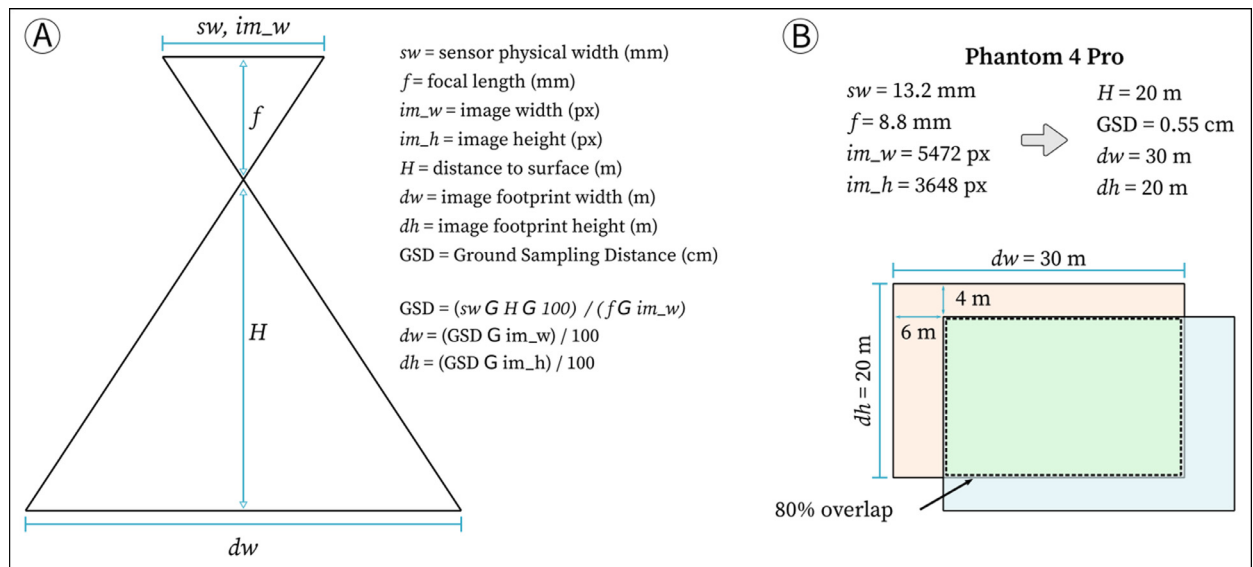 A
sw, im_w
f
H
dw
sw = sensor physical width (mm)
f = focal length (mm)
im_w = image width (px)
im_h = image height (px)
H = distance to surface (m)
dw = image footprint width (m)
dh = image footprint height (m)
GSD = Ground Sampling Distance (cm)
GSD = (sw G H G 100) / (f G im_w)
dw = (GSD G im_w) / 100
dh = (GSD G im_h) / 100
B
Phantom 4 Pro
sw = 13.2 mm
f = 8.8 mm
im_w = 5472 px
im_h = 3648 px
H = 20 m
GSD = 0.55 cm
dw = 30 m
dh = 20 m
dw = 30 m
4 m
6 m
dh = 20 m
80% overlap